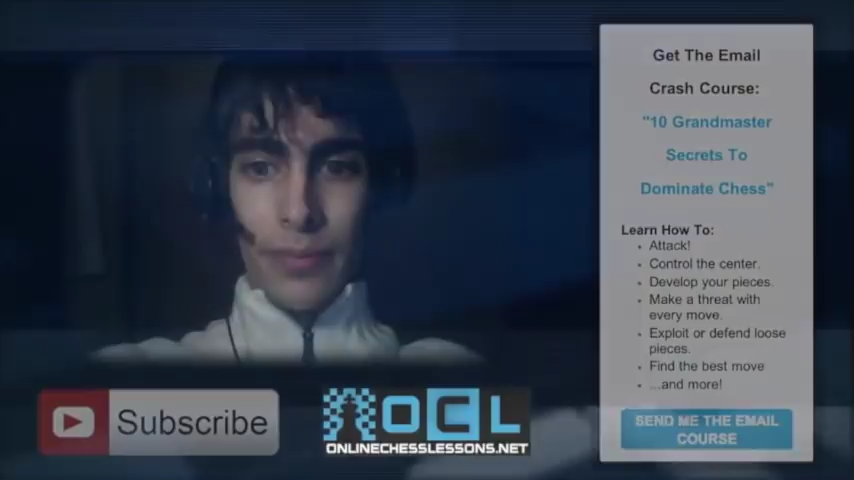 Get The Email
Crash Course:
"10 Grandmaster
Secrets To
Dominate Chess"
Learn How To:
• Attack!
• Control the center.
• Develop your pieces.
• Make a threat with
every move.
• Exploit or defend loose
pieces.
• Find the best move
• ...and more!
SEND ME THE EMAIL
COURSE
Subscribe
OCL
ONLINECHESSLESSONS.NET